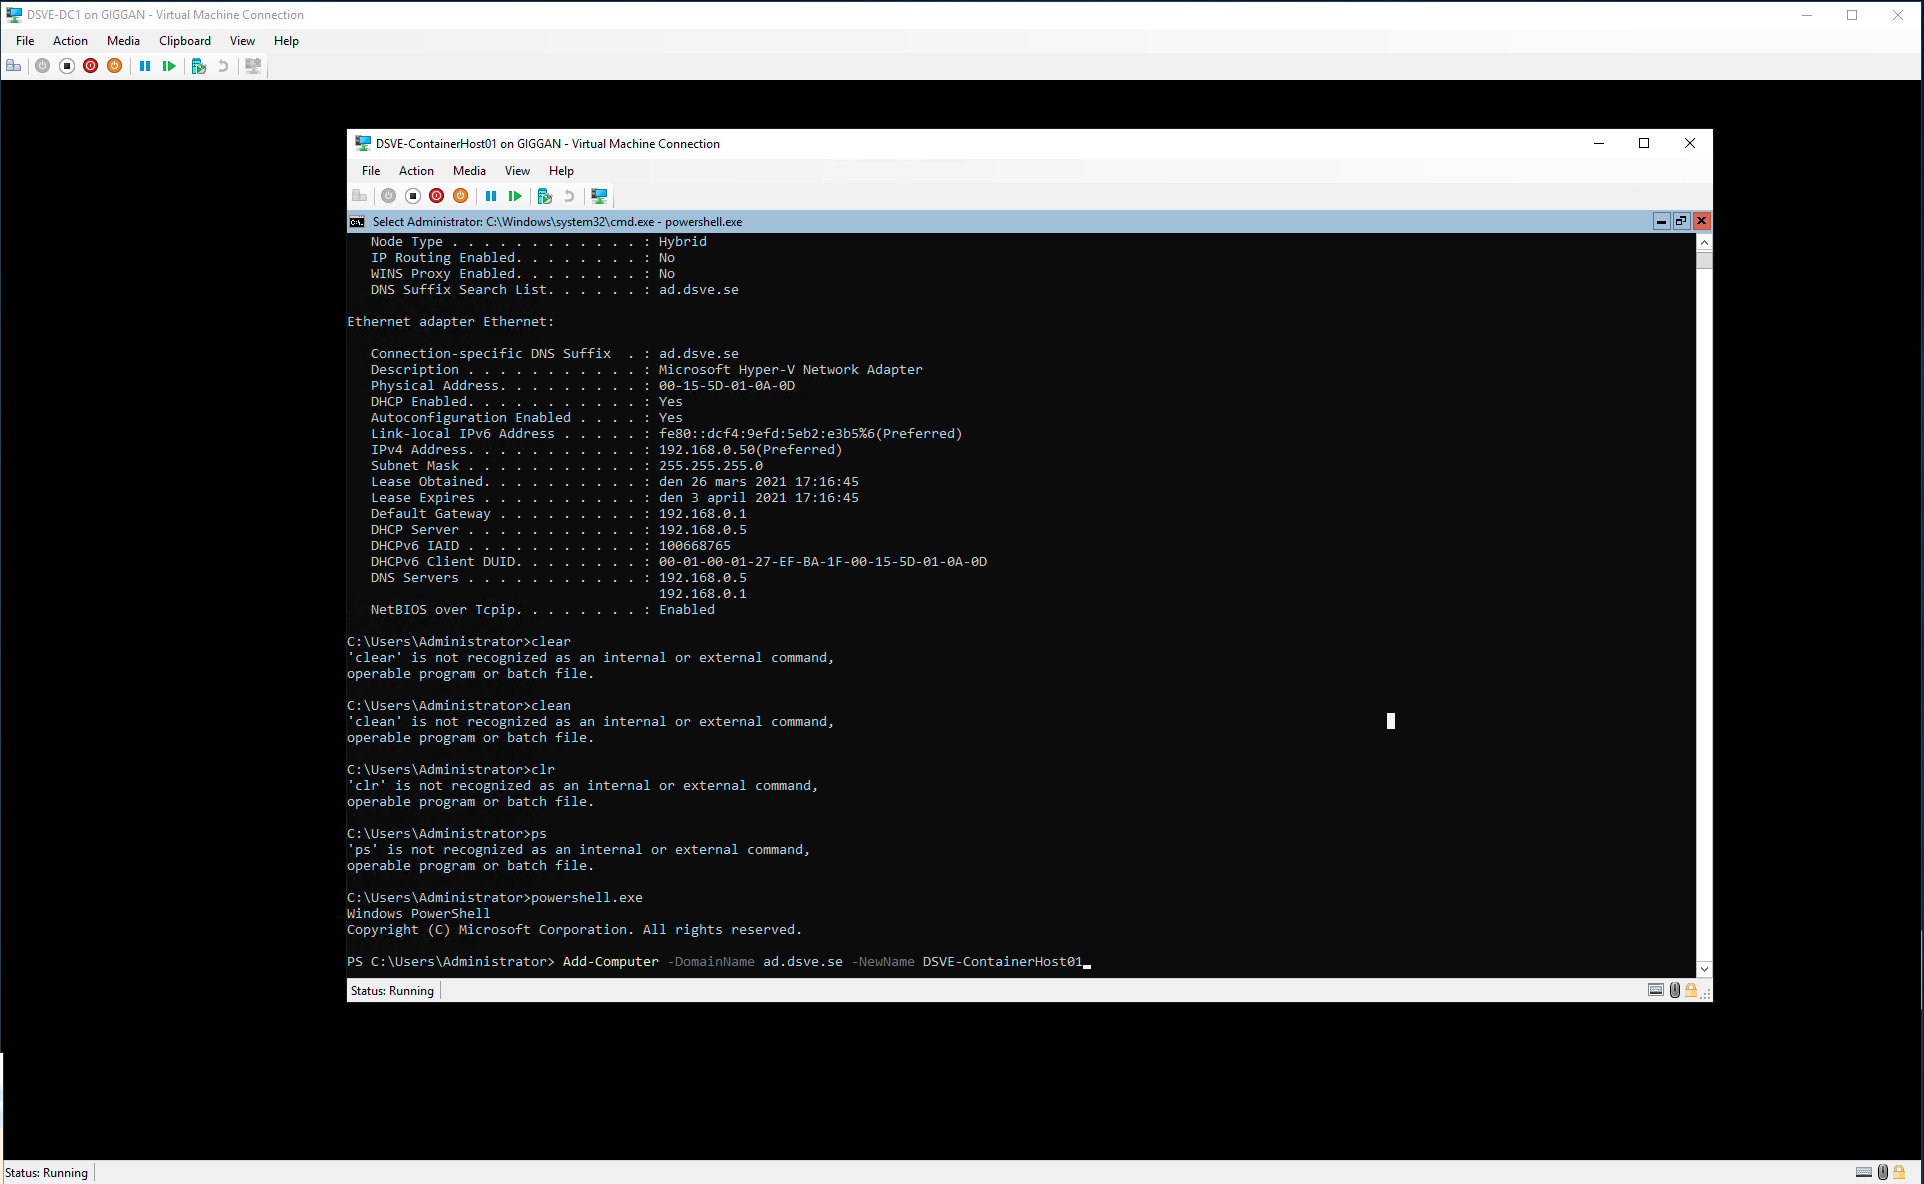 DSVE-DC1 on GIGGAN - Virtual Machine Connection
File Action Media Clipboard View Help
DSVE-ContainerHost01 on GIGGAN - Virtual Machine Connection
File Action Media View Help
Select Administrator: C:\Windows\system32\cmd.exe - powershell.exe
Node Type . . . . . . . . . . . . : Hybrid
IP Routing Enabled. . . . . . . . : No
WINS Proxy Enabled. . . . . . . . : No
DNS Suffix Search List. . . . . . : ad.dsve.se
Ethernet adapter Ethernet:
Connection-specific DNS Suffix  . : ad.dsve.se
Description . . . . . . . . . . . : Microsoft Hyper-V Network Adapter
Physical Address. . . . . . . . . : 00-15-5D-01-0A-0D
DHCP Enabled. . . . . . . . . . . : Yes
Autoconfiguration Enabled . . . . : Yes
Link-local IPv6 Address . . . . . : fe80::dcf4:9efd:5eb2:e3b5%6(Preferred)
IPv4 Address. . . . . . . . . . . : 192.168.0.50(Preferred)
Subnet Mask . . . . . . . . . . . : 255.255.255.0
Lease Obtained. . . . . . . . . . : den 26 mars 2021 17:16:45
Lease Expires . . . . . . . . . . : den 3 april 2021 17:16:45
Default Gateway . . . . . . . . . : 192.168.0.1
DHCP Server . . . . . . . . . . . : 192.168.0.5
DHCPv6 IAID . . . . . . . . . . . : 100668765
DHCPv6 Client DUID. . . . . . . . : 00-01-00-01-27-EF-BA-1F-00-15-5D-01-0A-0D
DNS Servers . . . . . . . . . . . : 192.168.0.5
192.168.0.1
NetBIOS over Tcpip. . . . . . . . : Enabled
C:\Users\Administrator>clear
'clear' is not recognized as an internal or external command,
operable program or batch file.
C:\Users\Administrator>clean
'clean' is not recognized as an internal or external command,
operable program or batch file.
C:\Users\Administrator>clr
'clr' is not recognized as an internal or external command,
operable program or batch file.
C:\Users\Administrator>ps
'ps' is not recognized as an internal or external command,
operable program or batch file.
C:\Users\Administrator>powershell.exe
Windows PowerShell
Copyright (C) Microsoft Corporation. All rights reserved.
PS C:\Users\Administrator> Add-Computer -DomainName ad.dsve.se -NewName DSVE-ContainerHost01
Status: Running
Status: Running